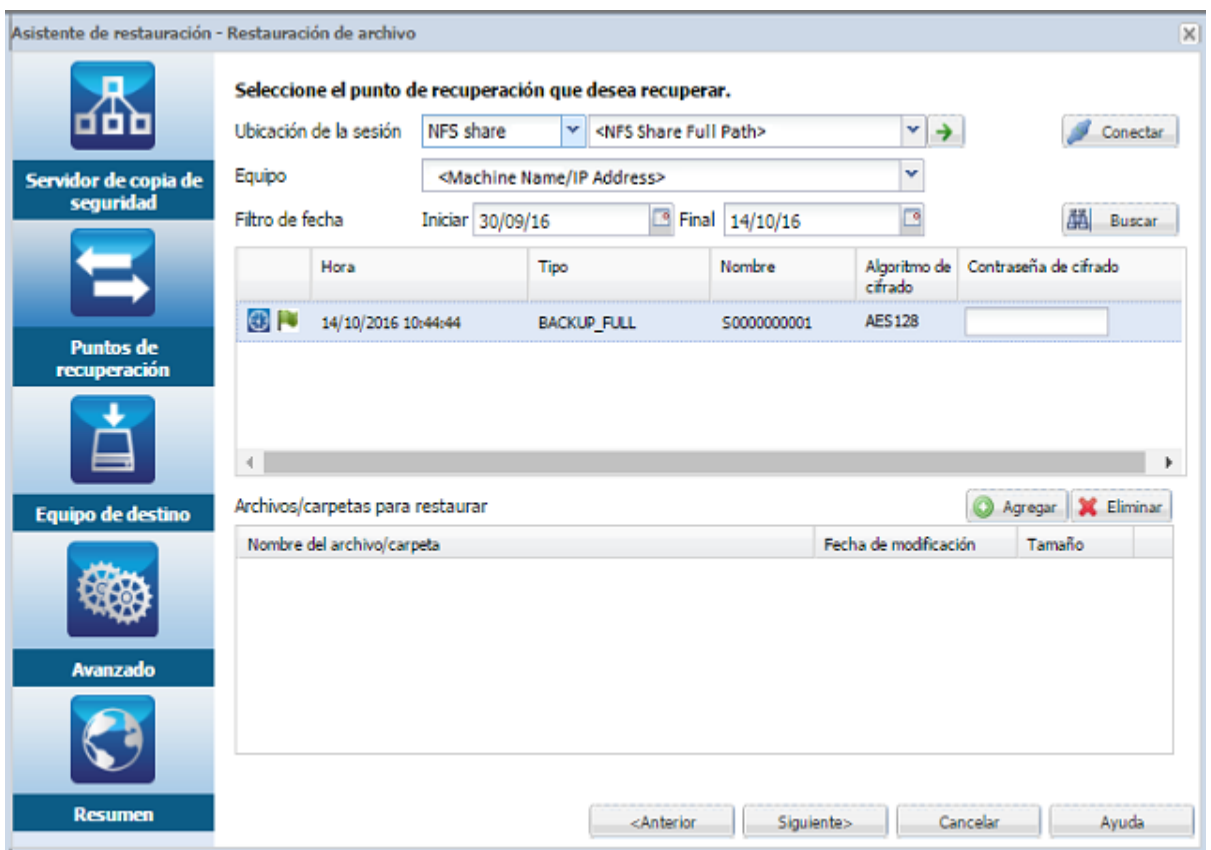 Asistente de restauración - Restauración de archivo
Servidor de copia de
seguridad
Puntos de
recuperación
Equipo de destino
Avanzado
Resumen
Seleccione el punto de recuperación que desea recuperar.
Ubicación de la sesión NFS share <NFS Share Full Path> Conectar
Equipo <Machine Name/IP Address>
Filtro de fecha Iniciar 30/09/16 Final 14/10/16 Buscar
Hora Tipo Nombre Algoritmo de cifrado Contraseña de cifrado
14/10/2016 10:44:44 BACKUP_FULL S0000000001 AES128
Archivos/carpetas para restaurar Agregar Eliminar
Nombre del archivo/carpeta Fecha de modificación Tamaño
<Anterior Siguiente> Cancelar Ayuda